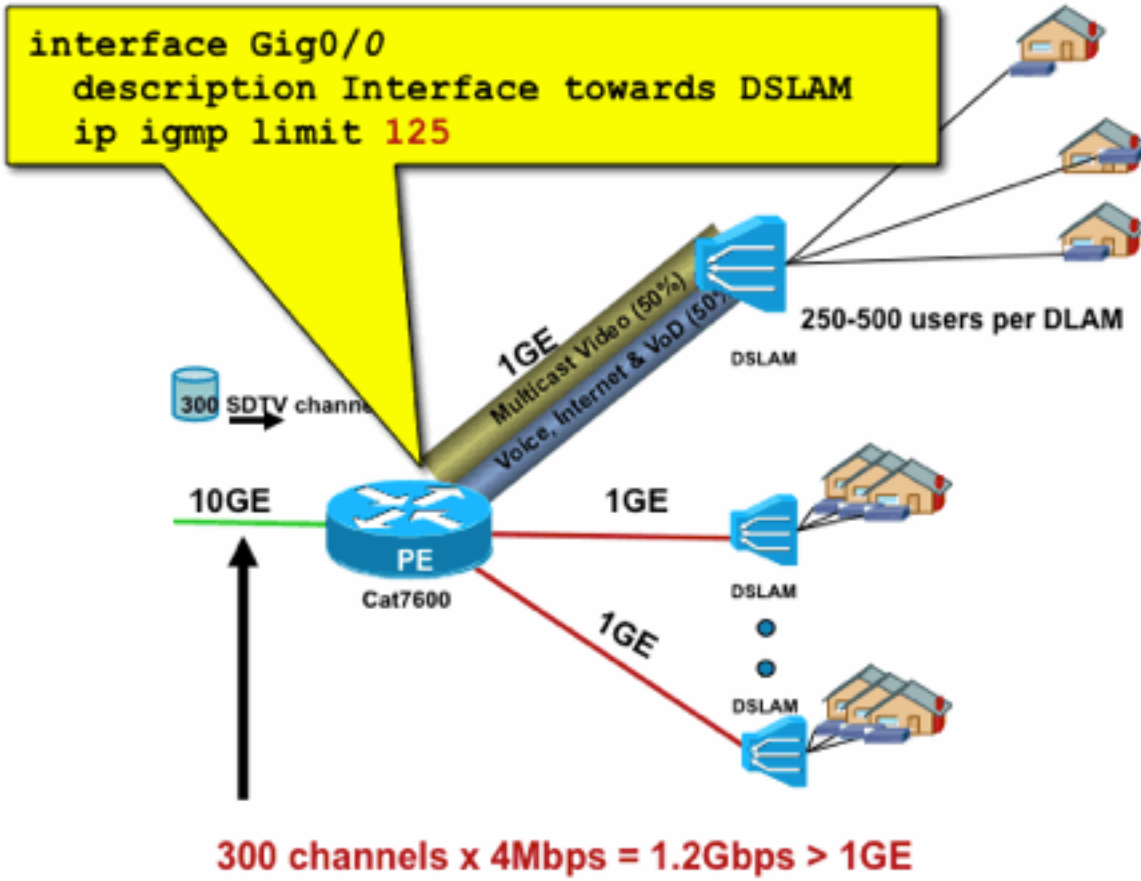 interface Gig0/0
description Interface towards DSLAM
ip igmp limit 125
1GE
Multicast Video (50%)
Voice, Internet & VoD (50%
DSLAM
250-500 users per DLAM
300 SDTV channel
10GE
PE
Cat7600
1GE
DSLAM
1GE
DSLAM
300 channels x 4Mbps = 1.2Gbps > 1GE